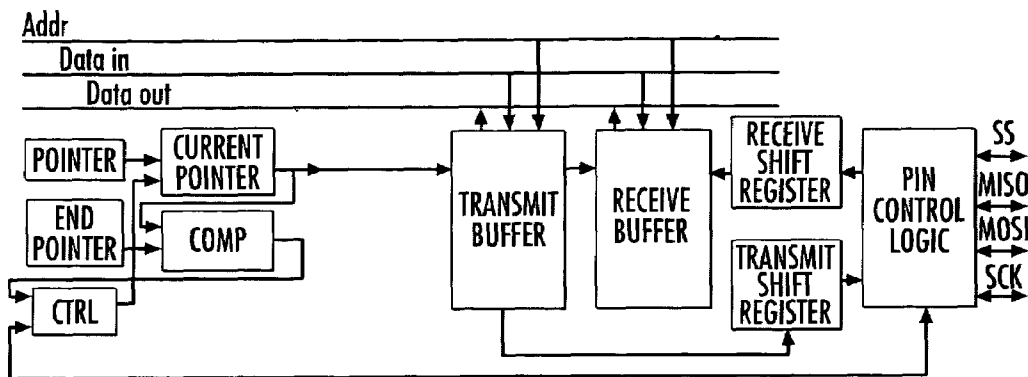 Addr
Data in
Data out
POINTER
CURRENT
POINTER
END
POINTER
COMP
CTRL
TRANSMIT
BUFFER
RECEIVE
BUFFER
RECEIVE
SHIFT
REGISTER
TRANSMIT
SHIFT
REGISTER
PIN
CONTROL
LOGIC
SS
MISO
MOSI
SCK